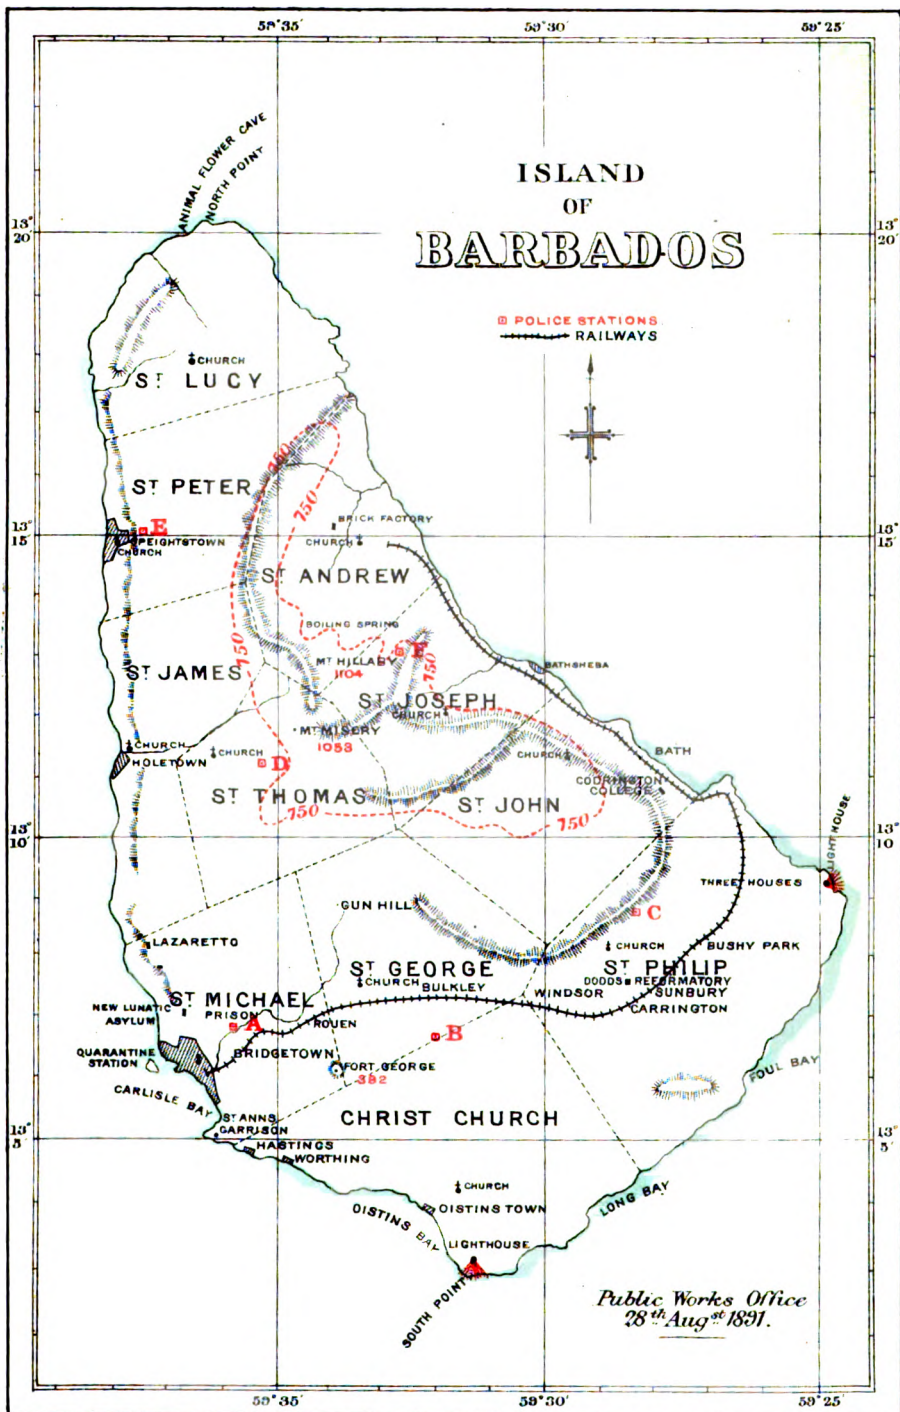 59° 35'
59° 30'
59° 25'
ANIMAL FLOWER CAVE
NORTH POINT
ISLAND
OF
BARBADOS
13° 20'
13° 20'
POLICE STATIONS
RAILWAYS
CHURCH
ST. LUCY
750
ST. PETER
750
BRICK FACTORY
E
13° 15'
SPEIGHTSTOWN
CHURCH
CHURCH
13° 15'
ST. ANDREW
BOILING SPRING
750
MT. HILLABY
1104
ST. JAMES
750
BATHSHEBA
ST. JOSEPH
CHURCH
MT. MISERY
1053
CHURCH
HOLETOWN
CHURCH
D
CHURCH
BATH
CODRINGTON
COLLEGE
ST. THOMAS
ST. JOHN
750
750
13° 10'
13° 10'
LIGHTHOUSE
THREE HOUSES
GUN HILL
C
LAZARETTO
CHURCH
BUSHY PARK
ST. GEORGE
CHURCH
BULKLEY
ST. PHILIP
DODDS REFORMATORY
WINDSOR
SUNBURY
CARRINGTON
ST. MICHAEL
NEW LUNATIC
ASYLUM
PRISON
A
ROUEN
B
QUARANTINE
STATION
BRIDGETOWN
FORT GEORGE
382
FOUL BAY
CARLISLE BAY
ST. ANNS
GARRISON
CHRIST CHURCH
13° 5'
13° 5'
HASTINGS
WORTHING
CHURCH
OISTINS TOWN
LONG BAY
OISTINS BAY
LIGHTHOUSE
SOUTH POINT
Public Works Office
28th Augst 1891.
59° 35'
59° 30'
59° 25'